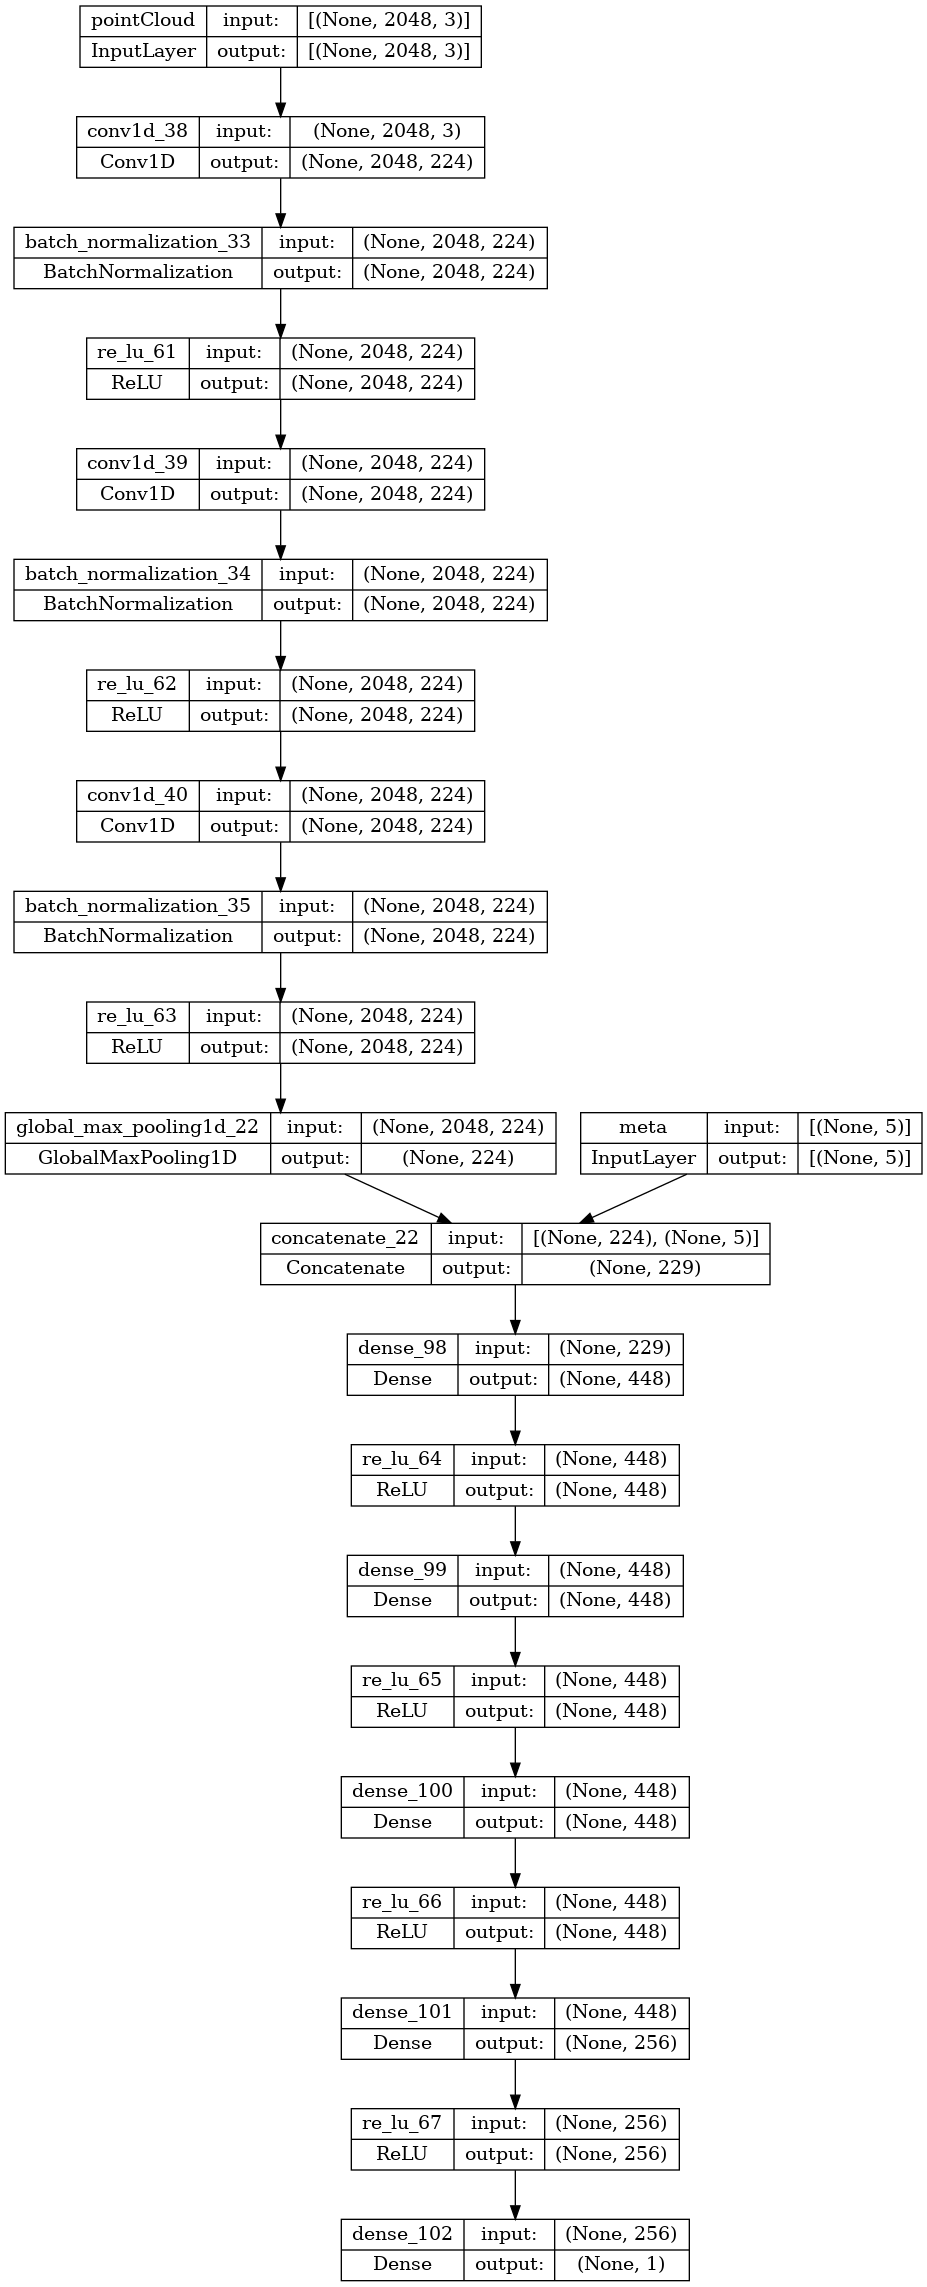 pointCloud input: [(None, 2048, 3)]
InputLayer output: [(None, 2048, 3)]
conv1d_38 input: (None, 2048, 3)
Conv1D output: (None, 2048, 224)
batch_normalization_33 input: (None, 2048, 224)
BatchNormalization output: (None, 2048, 224)
re_lu_61 input: (None, 2048, 224)
ReLU output: (None, 2048, 224)
conv1d_39 input: (None, 2048, 224)
Conv1D output: (None, 2048, 224)
batch_normalization_34 input: (None, 2048, 224)
BatchNormalization output: (None, 2048, 224)
re_lu_62 input: (None, 2048, 224)
ReLU output: (None, 2048, 224)
conv1d_40 input: (None, 2048, 224)
Conv1D output: (None, 2048, 224)
batch_normalization_35 input: (None, 2048, 224)
BatchNormalization output: (None, 2048, 224)
re_lu_63 input: (None, 2048, 224)
ReLU output: (None, 2048, 224)
global_max_pooling1d_22 input: (None, 2048, 224)
GlobalMaxPooling1D output: (None, 224)
meta input: [(None, 5)]
InputLayer output: [(None, 5)]
concatenate_22 input: [(None, 224), (None, 5)]
Concatenate output: (None, 229)
dense_98 input: (None, 229)
Dense output: (None, 448)
re_lu_64 input: (None, 448)
ReLU output: (None, 448)
dense_99 input: (None, 448)
Dense output: (None, 448)
re_lu_65 input: (None, 448)
ReLU output: (None, 448)
dense_100 input: (None, 448)
Dense output: (None, 448)
re_lu_66 input: (None, 448)
ReLU output: (None, 448)
dense_101 input: (None, 448)
Dense output: (None, 256)
re_lu_67 input: (None, 256)
ReLU output: (None, 256)
dense_102 input: (None, 256)
Dense output: (None, 1)